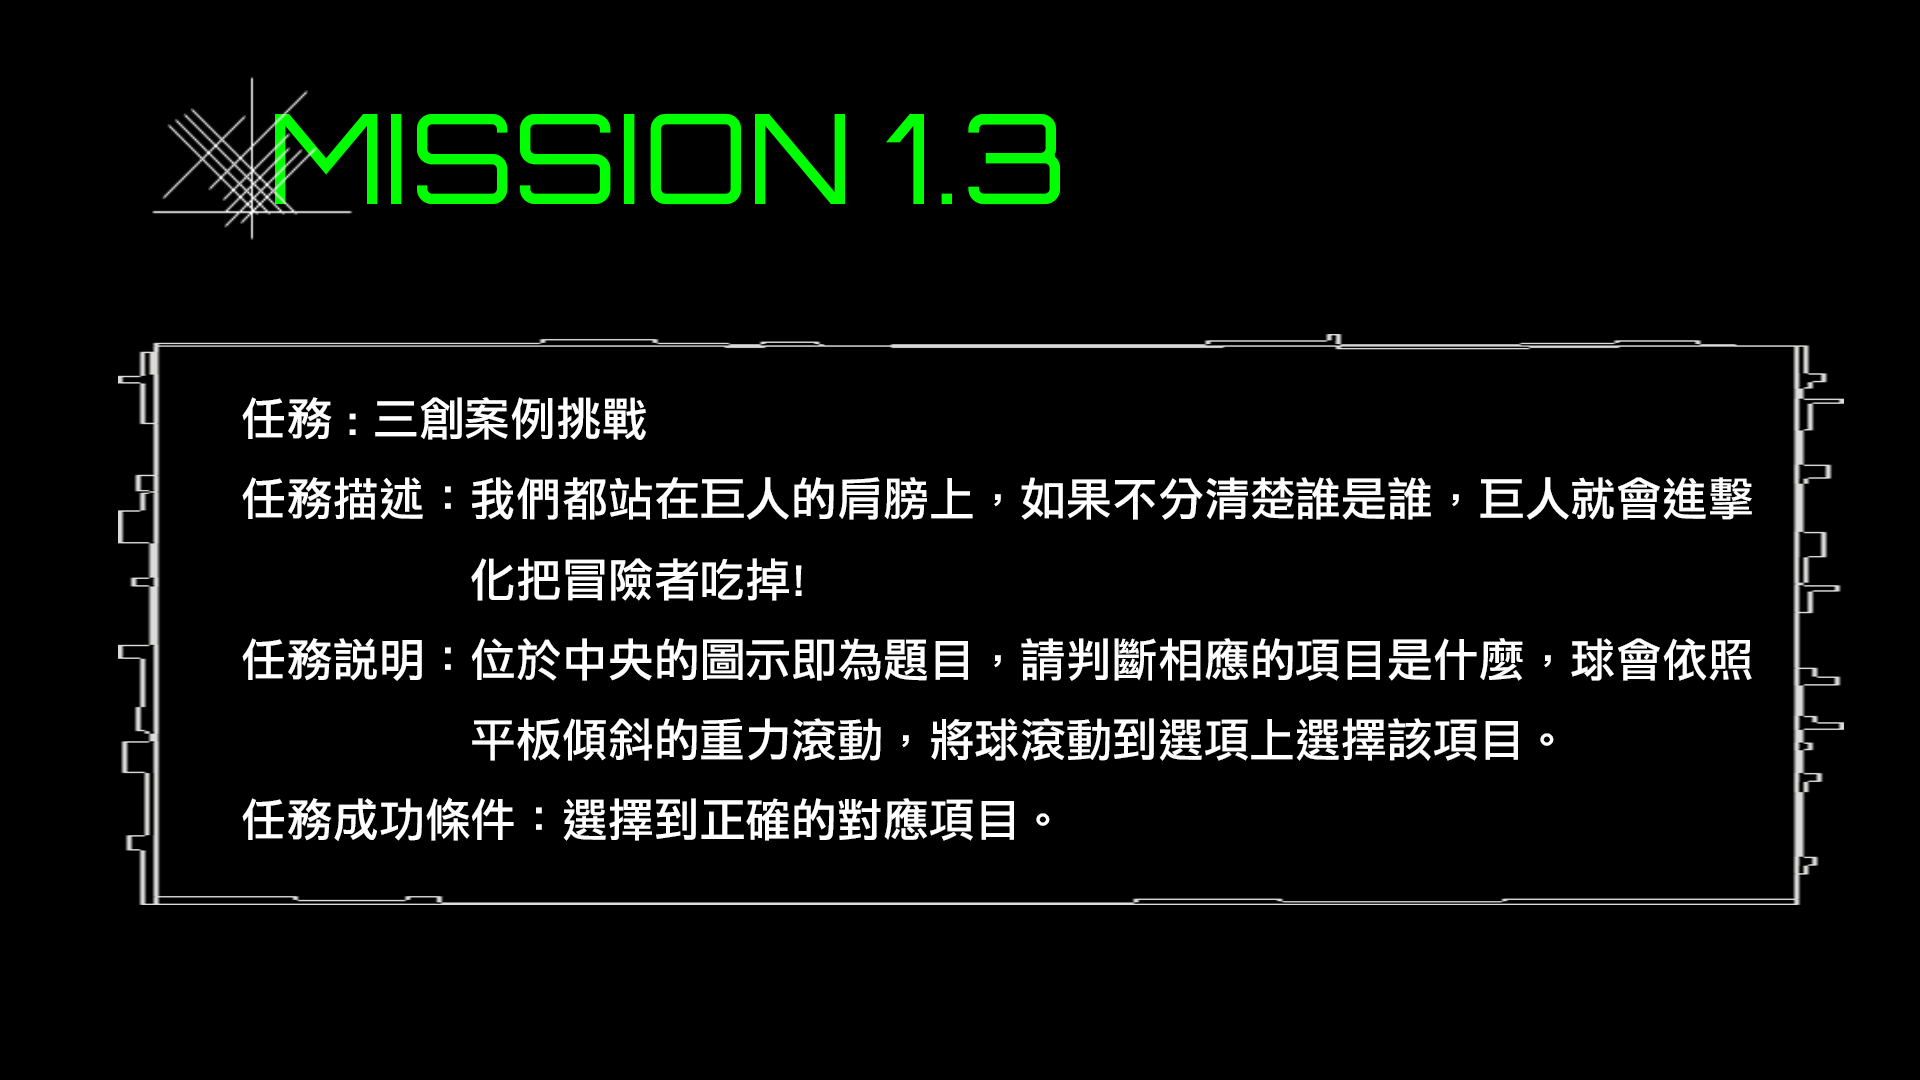 MISSION 1.3
任務 : 三創案例挑戰
任務描述：我們都站在巨人的肩膀上，如果不分清楚誰是誰，巨人就會進擊
化把冒險者吃掉!
任務説明：位於中央的圖示即為題目，請判斷相應的項目是什麼，球會依照
平板傾斜的重力滾動，將球滾動到選項上選擇該項目。
任務成功條件：選擇到正確的對應項目。